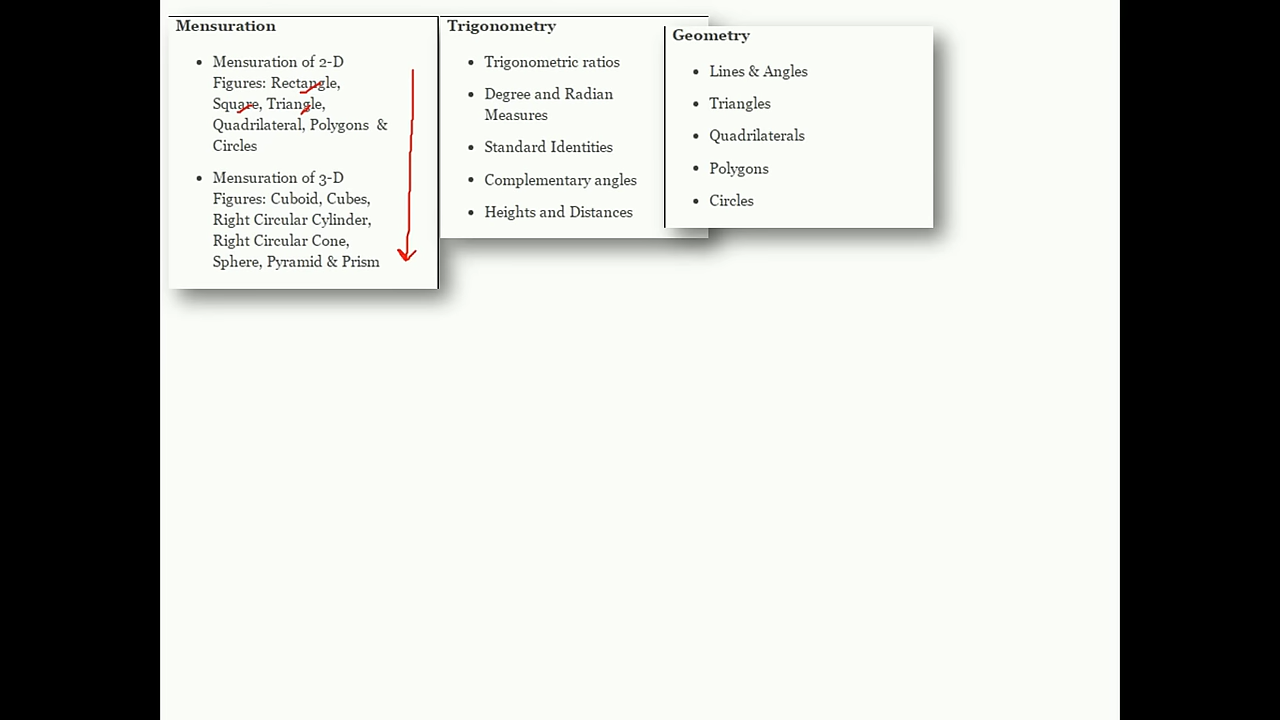 Mensuration
• Mensuration of 2-D
Figures: Rectangle,
Square, Triangle,
Quadrilateral, Polygons &
Circles
• Mensuration of 3-D
Figures: Cuboid, Cubes,
Right Circular Cylinder,
Right Circular Cone,
Sphere, Pyramid & Prism
Trigonometry
• Trigonometric ratios
• Degree and Radian
Measures
• Standard Identities
• Complementary angles
• Heights and Distances
Geometry
• Lines & Angles
• Triangles
• Quadrilaterals
• Polygons
• Circles